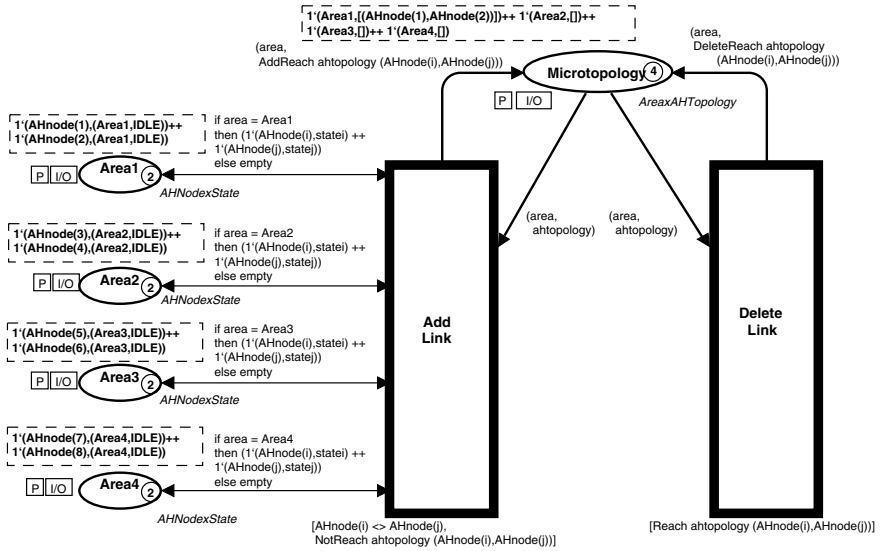 1‘(Area1,[(AHnode(1),AHnode(2))])++ 1‘(Area2,[])++
1‘(Area3,[])++ 1‘(Area4,[])
(area,
AddReach ahtopology (AHnode(i),AHnode(j)))
(area,
DeleteReach ahtopology
(AHnode(i),AHnode(j)))
Microtopology 4
P I/O
AreaxAHTopology
1‘(AHnode(1),(Area1,IDLE))++
1‘(AHnode(2),(Area1,IDLE))
if area = Area1
then (1‘(AHnode(i),statei) ++
1‘(AHnode(j),statej))
else empty
P I/O
Area1 2
AHNodexState
(area,
ahtopology)
(area,
ahtopology)
1‘(AHnode(3),(Area2,IDLE))++
1‘(AHnode(4),(Area2,IDLE))
if area = Area2
then (1‘(AHnode(i),statei) ++
1‘(AHnode(j),statej))
else empty
P I/O
Area2 2
AHNodexState
1‘(AHnode(5),(Area3,IDLE))++
1‘(AHnode(6),(Area3,IDLE))
if area = Area3
then (1‘(AHnode(i),statei) ++
1‘(AHnode(j),statej))
else empty
P I/O
Area3 2
AHNodexState
Add
Link
Delete
Link
1‘(AHnode(7),(Area4,IDLE))++
1‘(AHnode(8),(Area4,IDLE))
if area = Area4
then (1‘(AHnode(i),statei) ++
1‘(AHnode(j),statej))
else empty
P I/O
Area4 2
AHNodexState
[AHnode(i) <> AHnode(j),
NotReach ahtopology (AHnode(i),AHnode(j))]
[Reach ahtopology (AHnode(i),AHnode(j))]